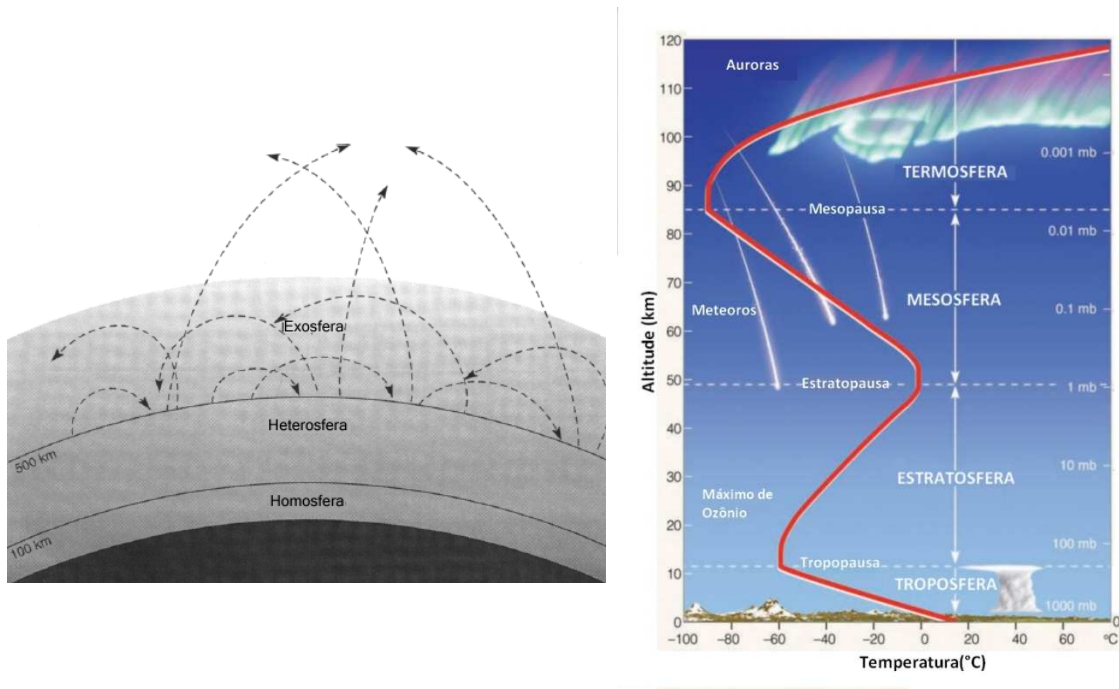 Exosfera
Heterosfera
500 km
Homosfera
100 km
Altitude (km)
120
110
100
90
80
70
60
50
40
30
20
10
0
Auroras
0.001 mb
TERMOSFERA
Mesopausa
0.01 mb
MESOSFERA
Meteoros
0.1 mb
Estratopausa
1 mb
10 mb
ESTRATOSFERA
Máximo de
Ozônio
100 mb
Tropopausa
TROPOSFERA
1000 mb
0
-100 -80 -60 -40 -20 0 20 40 60 °C
Temperatura(°C)